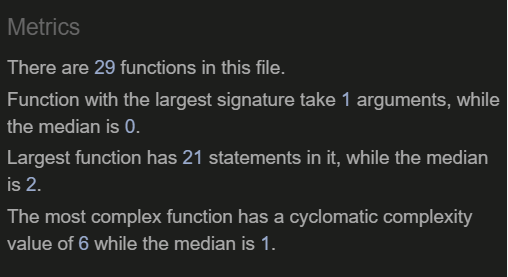 Metrics
There are 29 functions in this file.
Function with the largest signature take 1 arguments, while
the median is 0.
Largest function has 21 statements in it, while the median
is 2.
The most complex function has a cyclomatic complexity
value of 6 while the median is 1.